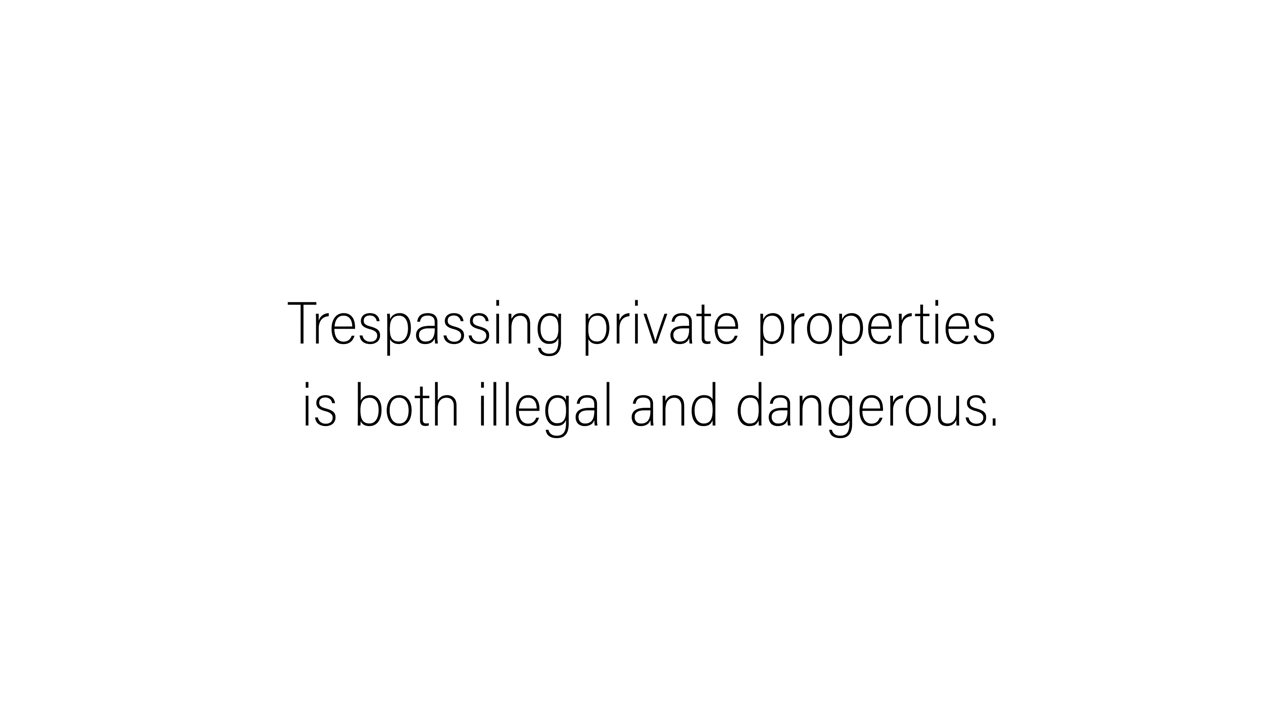 Trespassing private properties
is both illegal and dangerous.